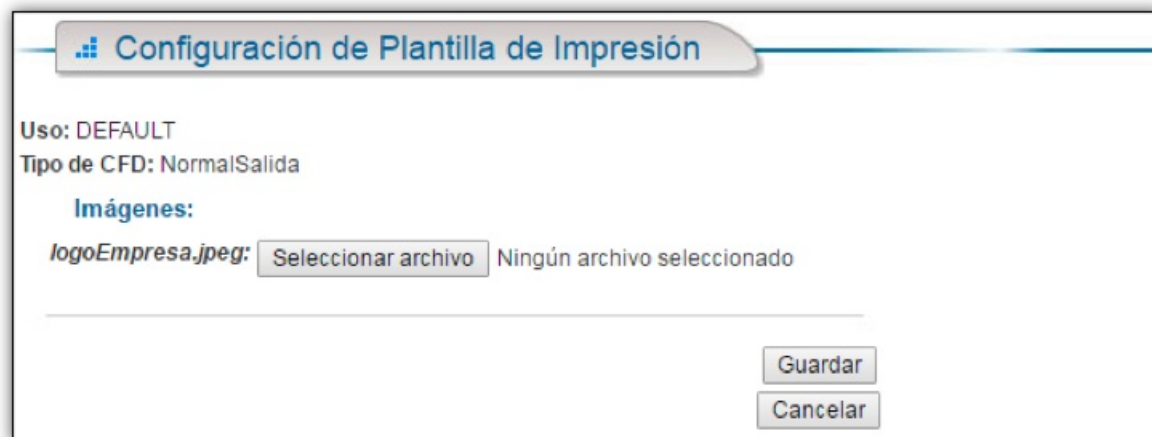 Configuración de Plantilla de Impresión
Uso: DEFAULT
Tipo de CFD: NormalSalida
Imágenes:
logoEmpresa.jpeg: Seleccionar archivo Ningún archivo seleccionado
Guardar
Cancelar